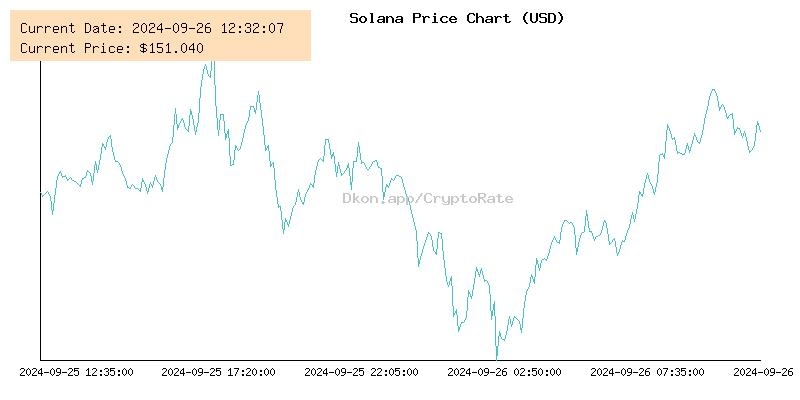 Solana Price Chart (USD)
Current Date: 2024-09-26 12:32:07
Current Price: $151.040
Dkon.app/CryptoRate
2024-09-25 12:35:00
2024-09-25 17:20:00
2024-09-25 22:05:00
2024-09-26 02:50:00
2024-09-26 07:35:00
2024-09-26